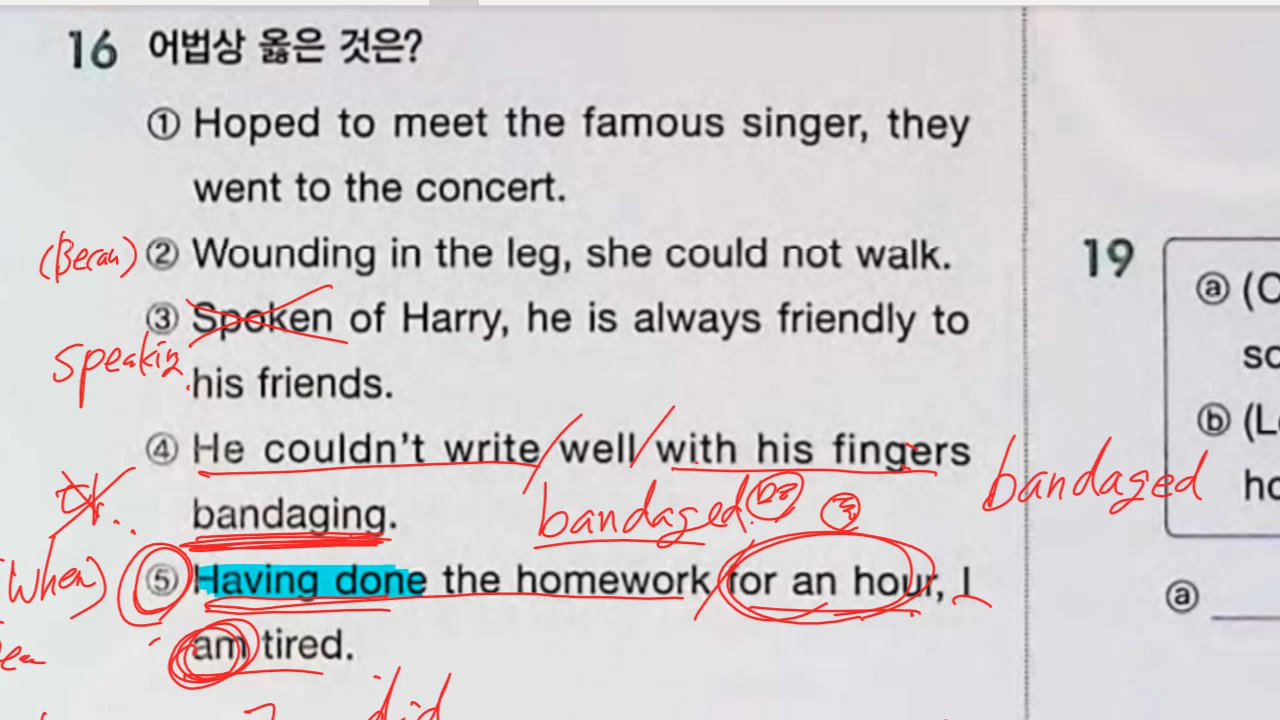 16 어법상 옳은 것은?
① Hoped to meet the famous singer, they
went to the concert.
② Wounding in the leg, she could not walk.
③ Spoken of Harry, he is always friendly to
speakin
his friends.
④ He couldn't write well with his fingers
bandaged
bandaging. bandaged
⑤ Having done the homework for an hour, I
(When)
am tired.
did
19
ⓐ (
so
ⓑ (
ho
ⓐ